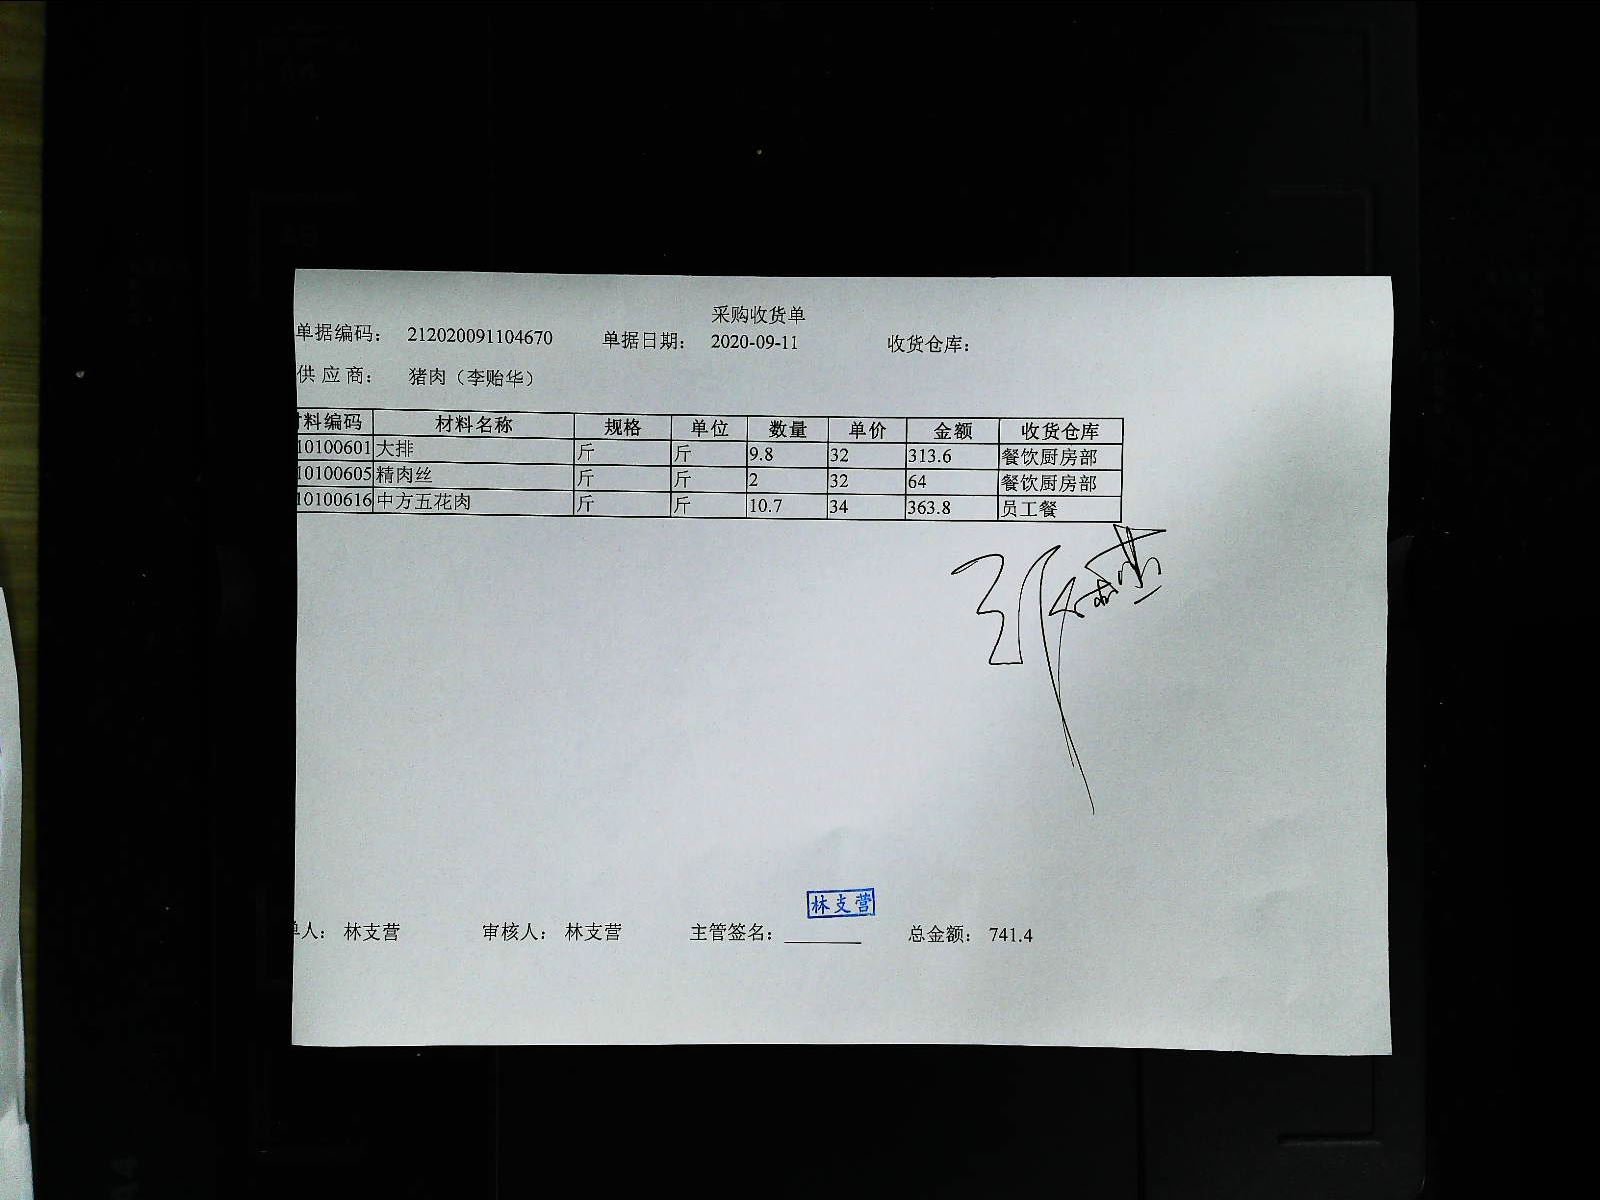 采购收货单
单据编码： 212020091104670 单据日期： 2020-09-11 收货仓库：
供应商： 猪肉（李贻华）
料编码 材料名称 规格 单位 数量 单价 金额 收货仓库
10100601 大排 斤 斤 9.8 32 313.6 餐饮厨房部
10100605 精肉丝 斤 斤 2 32 64 餐饮厨房部
10100616 中方五花肉 斤 斤 10.7 34 363.8 员工餐
林支营
人： 林支营 审核人： 林支营 主管签名： 总金额： 741.4